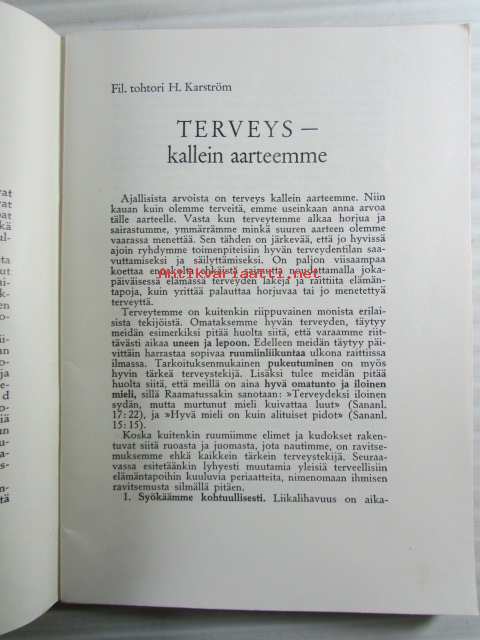 Fil. tohtori H. Karström
TERVEYS —
kallein aarteemme
Ajallisista arvoista on terveys kallein aarteemme. Niin
kauan kuin olemme terveitä, emme useinkaan anna arvoa
tälle aarteelle. Vasta kun terveytemme alkaa horjua ja
sairastumme, ymmärrämme minkä suuren aarteen olemme
vaarassa menettää. Sen tähden on järkevää, että jo hyvissä
ajoin ryhdymme toimenpiteisiin hyvän terveydentilan saa-
vuttamiseksi ja säilyttämiseksi. On paljon viisaampaa
koettaa ennakolta ehkäistä sairautta noudattamalla joka-
päiväisessä elämässä terveyden lakeja ja raittiita elämän-
tapoja, kuin yrittää palauttaa horjuvaa tai jo menetettyä
terveyttä.
Terveytemme on kuitenkin riippuvainen monista erilai-
sista tekijöistä. Omataksemme hyvän terveyden, täytyy
meidän esimerkiksi pitää huolta siitä, että varaamme riit-
tävästi aikaa uneen ja lepoon. Edelleen meidän täytyy päi-
vittäin harrastaa sopivaa ruumiinliikuntaa ulkona raittiissa
ilmassa. Tarkoituksenmukainen pukeutuminen on myös
hyvin tärkeä terveystekijä. Lisäksi tulee meidän pitää
huolta siitä, että meillä on aina hyvä omatunto ja iloinen
mieli, sillä Raamatussakin sanotaan: »Terveydeksi iloinen
sydän, mutta murtunut mieli kuivattaa luut» (Sananl.
17: 22), ja »Hyvä mieli on kuin alituiset pidot» (Sananl.
15: 15).
Koska kuitenkin ruumiimme elimet ja kudokset raken-
tuvat siitä ruoasta ja juomasta, jota nautimme, on ravitse-
muksemme ehkä kaikkein tärkein terveystekijä. Seuraa-
vassa esitetäänkin lyhyesti muutamia yleisiä terveellisiin
elämäntapoihin kuuluvia periaatteita, nimenomaan ihmisen
ravitsemusta silmällä pitäen.
1. Syökäämme kohtuullisesti. Liikalihavuus on aika-
Antikvariaatti.net